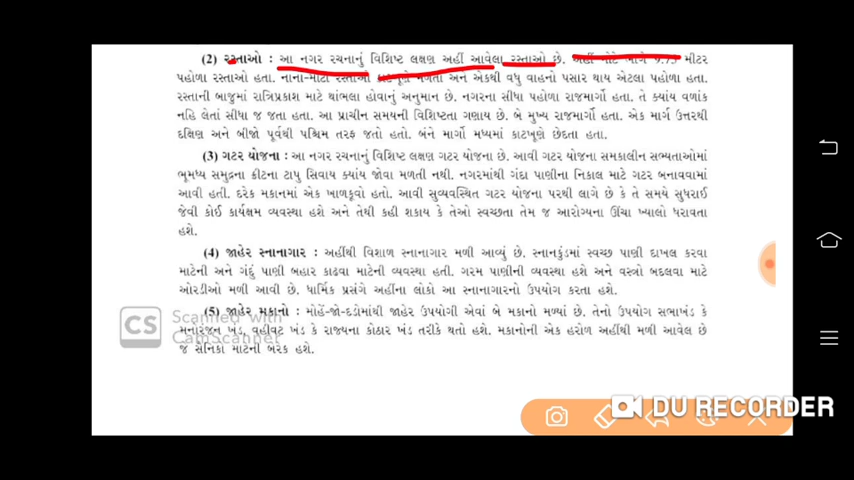 (2) રસ્તાઓ : આ નગર રચનાનું વિશિષ્ટ લક્ષણ અહીં આવેલા રસ્તાઓ છે. અહીં મોટે ભાગે 9.75 મીટર
પહોળા રસ્તાઓ હતા. નાના-મોટા રસ્તાઓ કાટખૂણે મળતા અને એકથી વધુ વાહનો પસાર થાય એટલા પહોળા હતા.
રસ્તાની બાજુમાં રાત્રિપ્રકાશ માટે થાંભલા હોવાનું અનુમાન છે. નગરના સીધા પહોળા રાજમાર્ગો હતા. તે ક્યાંય વળાંક
નહિ લેતાં સીધા જ જતા હતા. આ પ્રાચીન સમયની વિશિષ્ટતા ગણાય છે. બે મુખ્ય રાજમાર્ગો હતા. એક માર્ગ ઉત્તરથી
દક્ષિણ અને બીજો પૂર્વથી પશ્ચિમ તરફ જતો હતો. બંને માર્ગો મધ્યમાં કાટખૂણે છેદતા હતા.
(3) ગટર યોજના : આ નગર રચનાનું વિશિષ્ટ લક્ષણ ગટર યોજના છે. આવી ગટર યોજના સમકાલીન સભ્યતાઓમાં
ભૂમધ્ય સમુદ્રના ક્રીટના ટાપુ સિવાય ક્યાંય જોવા મળતી નથી. નગરમાંથી ગંદા પાણીના નિકાલ માટે ગટર બનાવવામાં
આવી હતી. દરેક મકાનમાં એક ખાળકૂવો હતો. આવી સુવ્યવસ્થિત ગટર યોજના પરથી લાગે છે કે તે સમયે સુધરાઈ
જેવી કોઈ કાર્યક્ષમ વ્યવસ્થા હશે અને તેથી કહી શકાય કે તેઓ સ્વચ્છતા તેમ જ આરોગ્યના ઊંચા ખ્યાલો ધરાવતા
હશે.
(4) જાહેર સ્નાનાગાર : અહીંથી વિશાળ સ્નાનાગાર મળી આવ્યું છે. સ્નાનકુંડમાં સ્વચ્છ પાણી દાખલ કરવા
માટેની અને ગંદું પાણી બહાર કાઢવા માટેની વ્યવસ્થા હતી. ગરમ પાણીની વ્યવસ્થા હશે અને વસ્ત્રો બદલવા માટે
ઓરડીઓ મળી આવી છે. ધાર્મિક પ્રસંગે અહીંના લોકો આ સ્નાનાગારનો ઉપયોગ કરતા હશે.
(5) જાહેર મકાનો : મોહેં-જો-દડોમાંથી જાહેર ઉપયોગી એવાં બે મકાનો મળ્યાં છે. તેનો ઉપયોગ સભાખંડ કે
મનોરંજન ખંડ, વહીવટ ખંડ કે રાજ્યના કોઠાર ખંડ તરીકે થતો હશે. મકાનોની એક હરોળ અહીંથી મળી આવેલ છે
જે સૈનિકો માટેની બેરેક હશે.
CS Scanned with
CamScanner
DU RECORDER